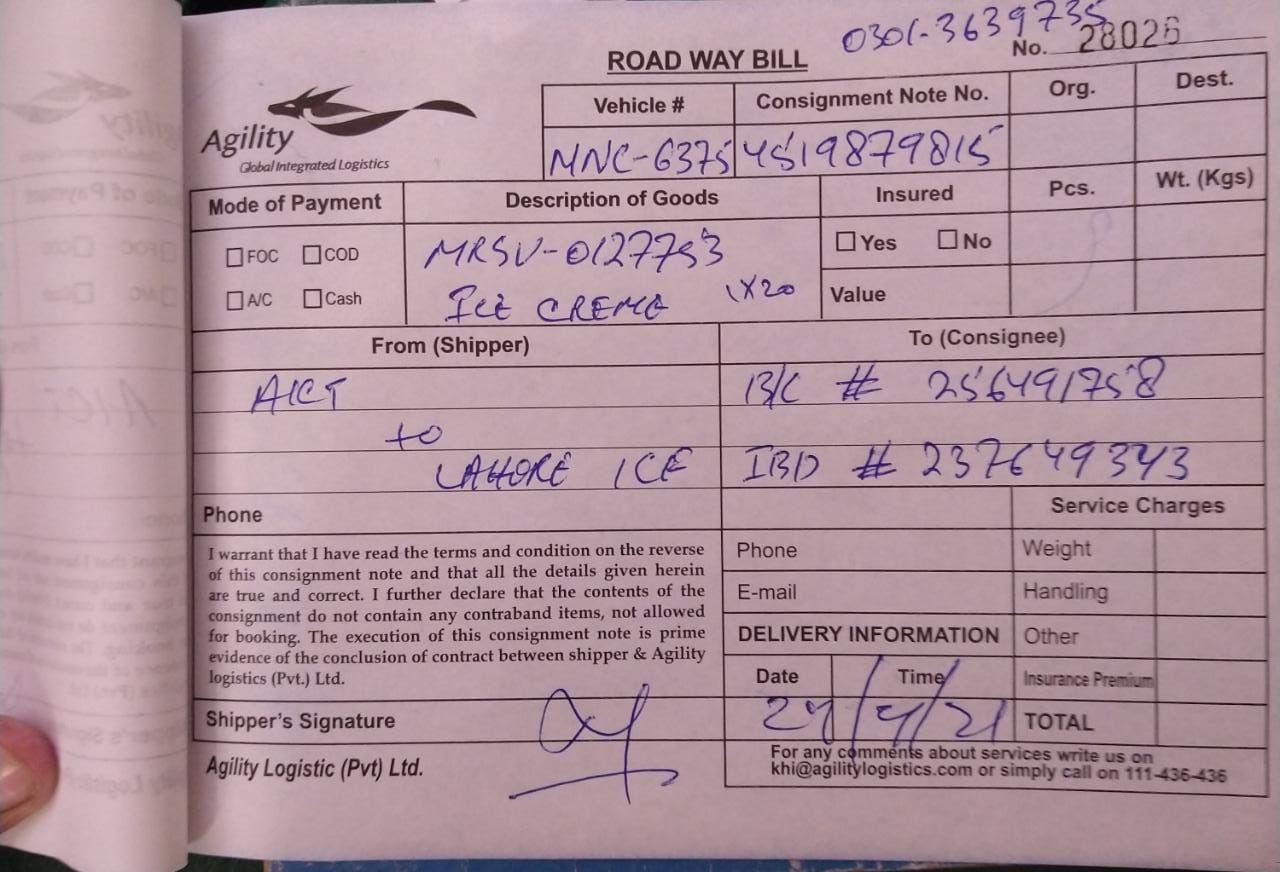 0301-3639735
ROAD WAY BILL No. 28026
Agility
Global Integrated Logistics
Vehicle # Consignment Note No. Org. Dest.
MNC-6375 4519879815
Mode of Payment Description of Goods Insured Pcs. Wt. (Kgs)
FOC COD MRSV-0127753 Yes No
A/C Cash ICE CREME 1X20 Value
From (Shipper) To (Consignee)
AICT B/C # 256491758
to
LAHORE ICF IBD # 237649343
Phone Service Charges
I warrant that I have read the terms and condition on the reverse
of this consignment note and that all the details given herein
are true and correct. I further declare that the contents of the
consignment do not contain any contraband items, not allowed
for booking. The execution of this consignment note is prime
evidence of the conclusion of contract between shipper & Agility
logistics (Pvt.) Ltd.
Phone Weight
E-mail Handling
DELIVERY INFORMATION Other
Date Time Insurance Premium
Shipper's Signature /4/21 TOTAL
Agility Logistic (Pvt) Ltd.
For any comments about services write us on
khi@agilitylogistics.com or simply call on 111-436-436